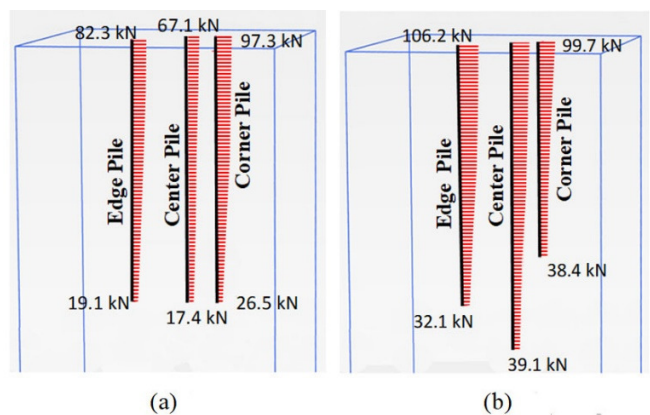 67.1 kN
82.3 kN
97.3 kN
Edge Pile
Center Pile
Corner Pile
19.1 kN
26.5 kN
17.4 kN
(a)
106.2 kN
99.7 kN
Edge Pile
Center Pile
Corner Pile
38.4 kN
32.1 kN
39.1 kN
(b)